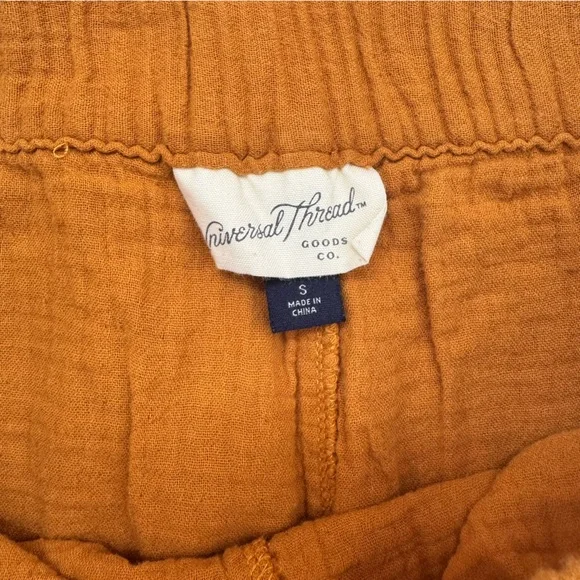 Universal Thread™
GOODS
CO.
S
MADE IN
CHINA